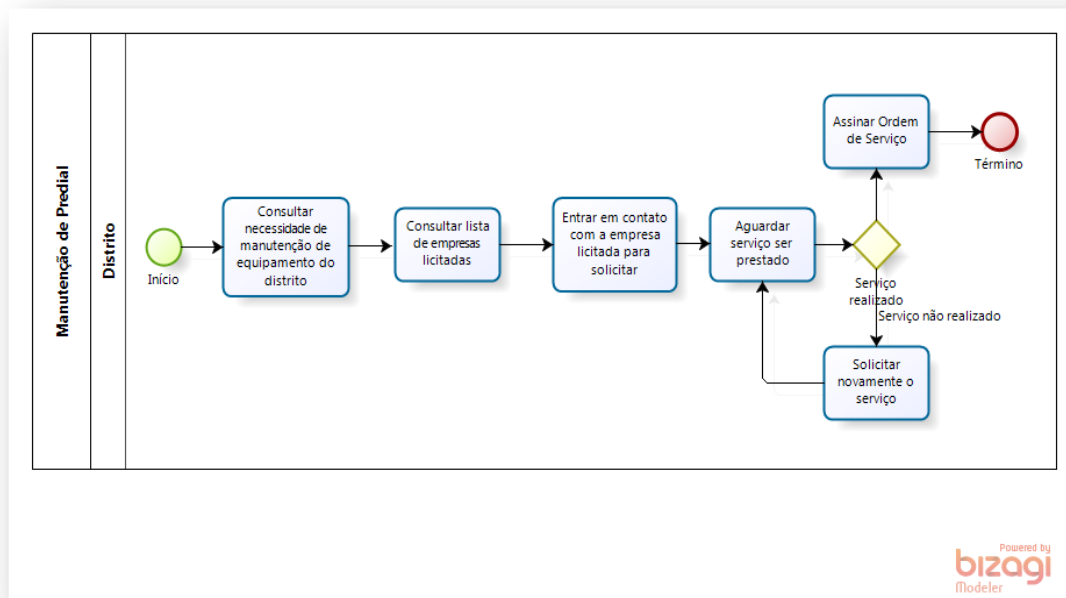 Manutenção de Predial
Distrito
Início
Consultar
necessidade de
manutenção de
equipamento do
distrito
Consultar lista
de empresas
licitadas
Entrar em contato
com a empresa
licitada para
solicitar
Aguardar
serviço ser
prestado
Serviço
realizado
Serviço não realizado
Assinar Ordem
de Serviço
Término
Solicitar
novamente o
serviço
Powered by
bizagi
Modeler